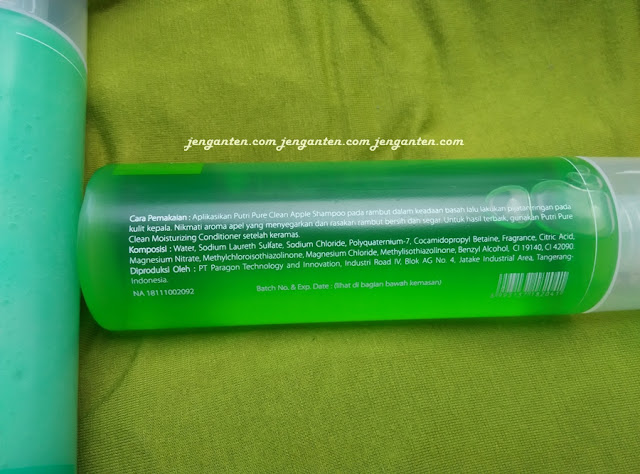 jenganten.com jenganten.com jenganten.com
Cara Pemakaian : Aplikasikan Putri Pure Clean Apple Shampoo pada rambut dalam keadaan basah lalu lakukan pijatan ringan pada
kulit kepala. Nikmati aroma apel yang menyegarkan dan rasakan rambut bersih dan segar. Untuk hasil terbaik, gunakan Putri Pure
Clean Moisturizing Conditioner setelah keramas.
Komposisi : Water, Sodium Laureth Sulfate, Sodium Chloride, Polyquaternium-7, Cocamidopropyl Betaine, Fragrance, Citric Acid,
Magnesium Nitrate, Methylchloroisothiazolinone, Magnesium Chloride, Methylisothiazolinone, Benzyl Alcohol, CI 19140, CI 42090
Diproduksi Oleh : PT Paragon Technology and Innovation, Industri Road IV, Blok AG No. 4, Jatake Industrial Area, Tangerang-
Indonesia.
NA 18111002092
Batch No. & Exp. Date : (lihat di bagian bawah kemasan)